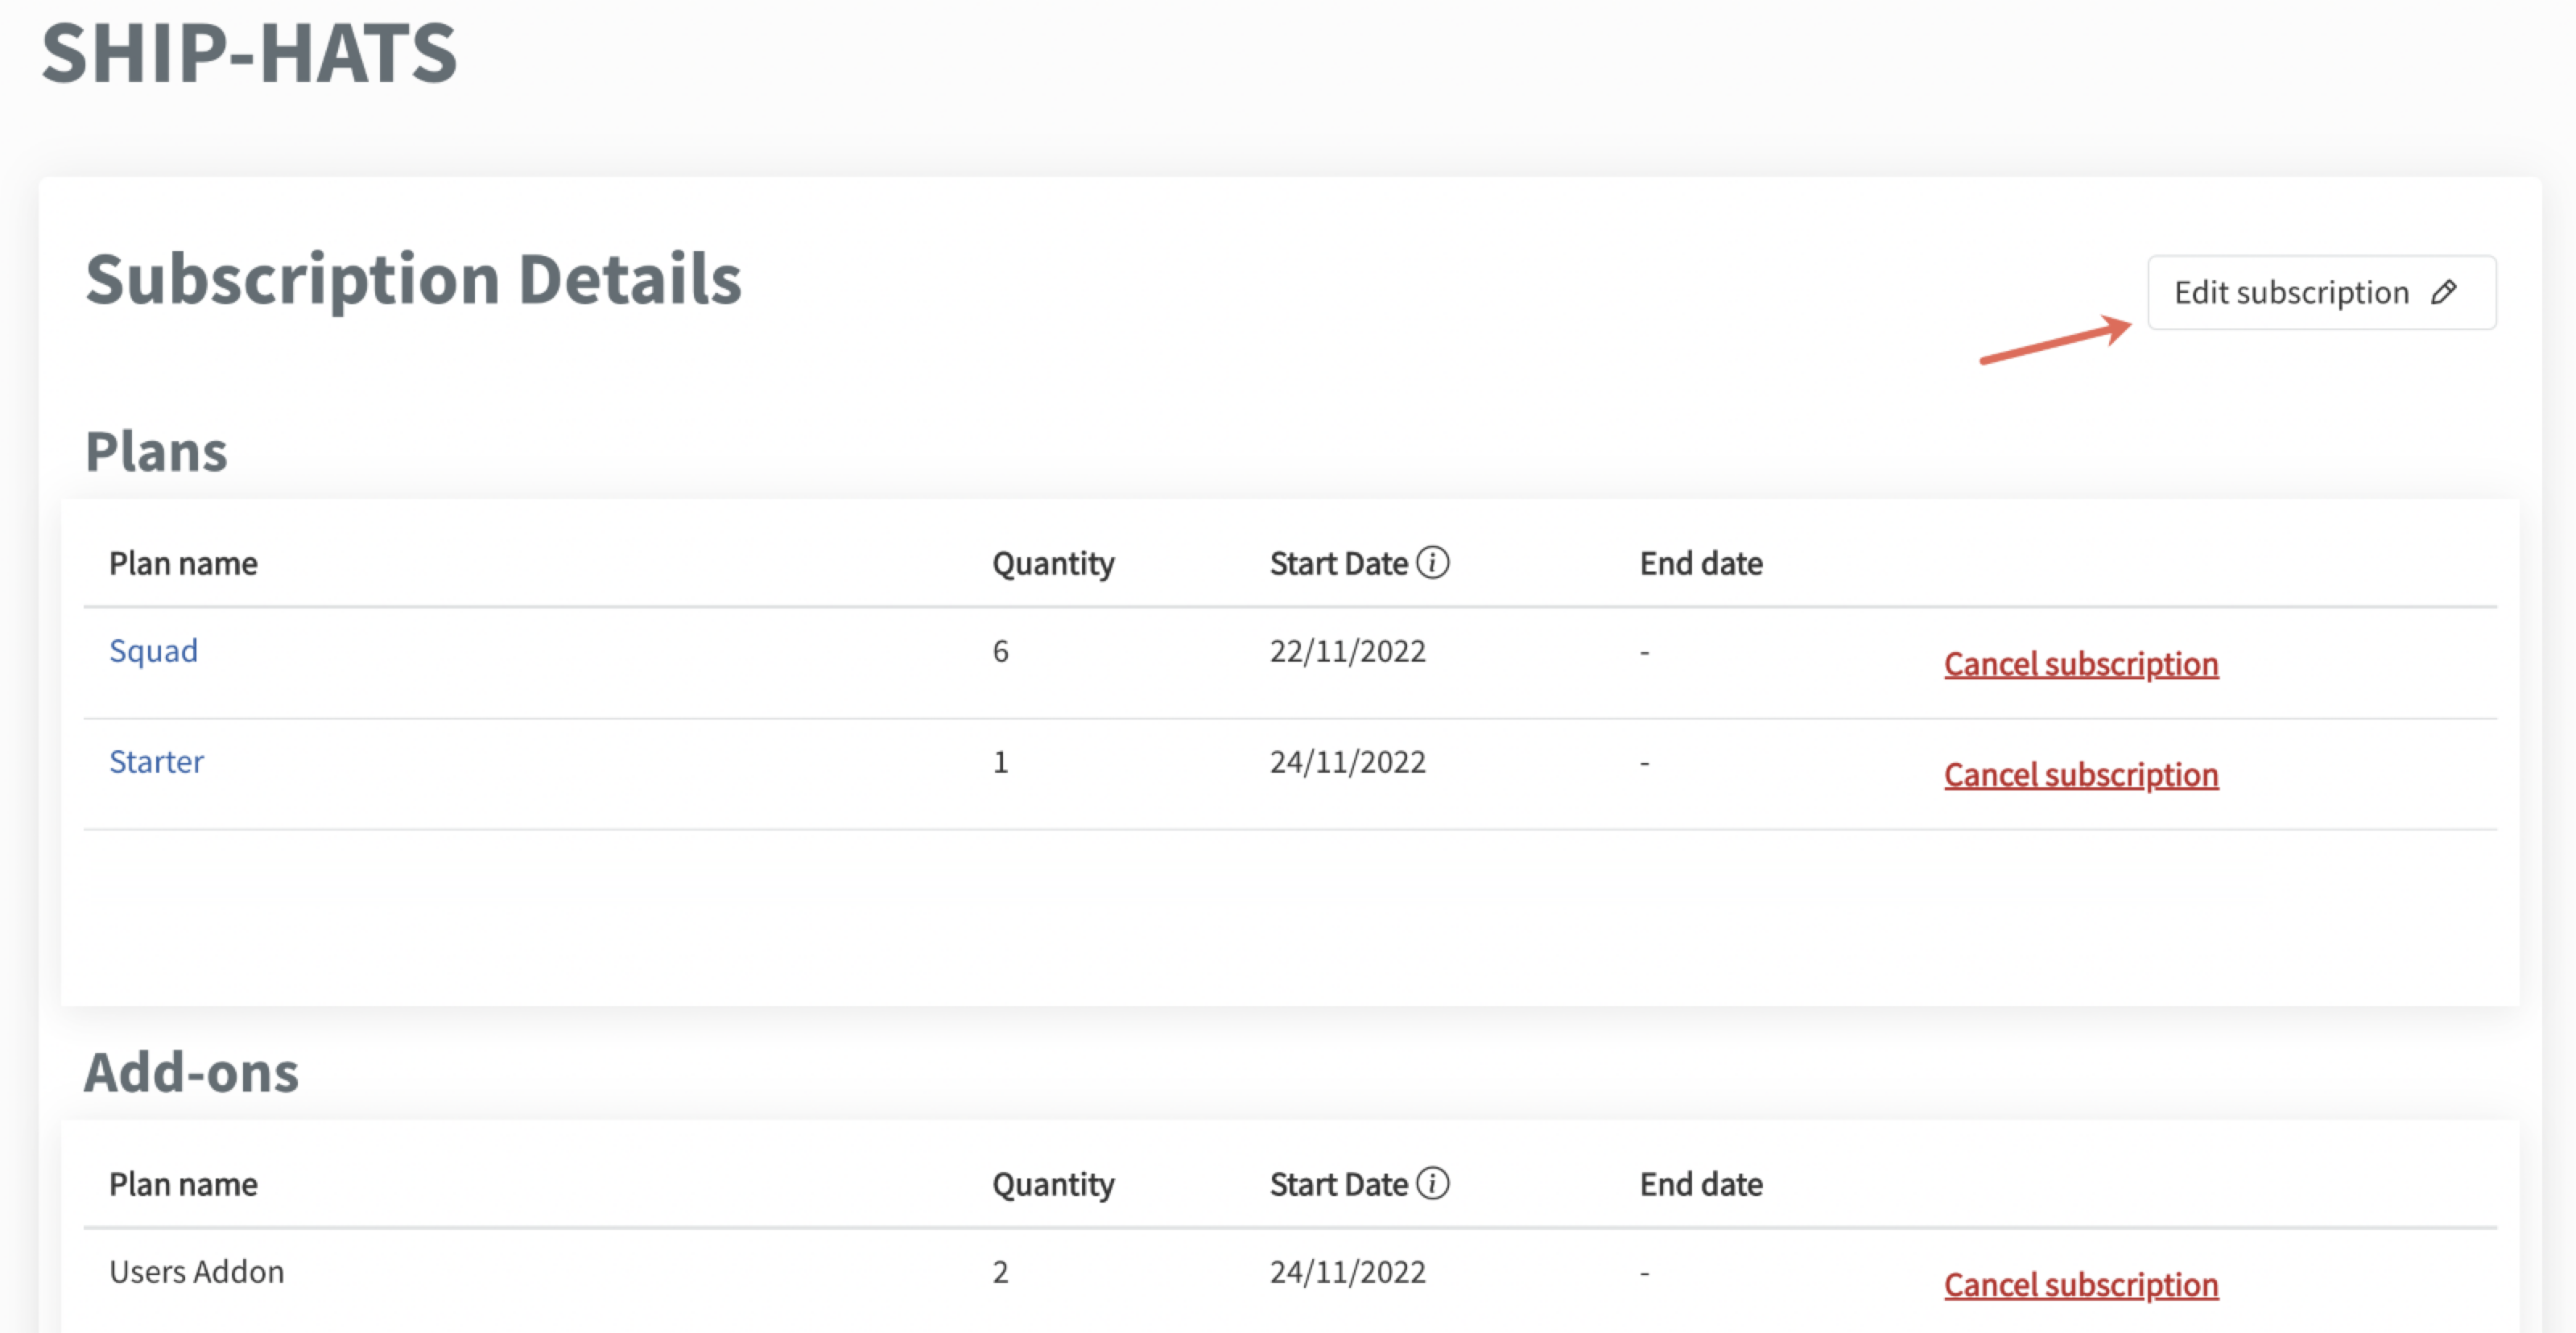 SHIP-HATS
Subscription Details
Edit subscription
Plans
Plan name Quantity Start Date End date
Squad 6 22/11/2022 - Cancel subscription
Starter 1 24/11/2022 - Cancel subscription
Add-ons
Plan name Quantity Start Date End date
Users Addon 2 24/11/2022 - Cancel subscription